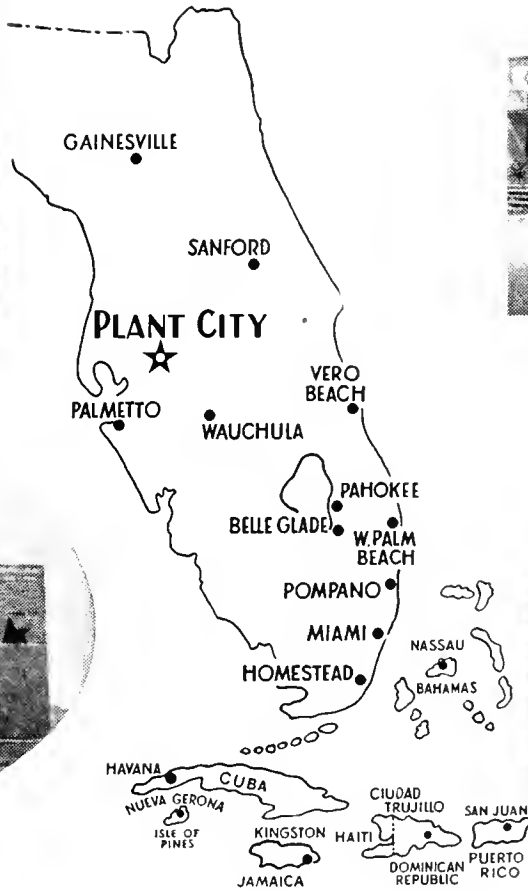 GAINESVILLE
SANFORD
PLANT CITY
VERO
BEACH
PALMETTO
WAUCHULA
PAHOKEE
BELLE GLADE
W. PALM
BEACH
POMPANO
MIAMI
NASSAU
HOMESTEAD
BAHAMAS
HAVANA
CUBA
NUEVA GERONA
ISLE OF
PINES
CIUDAD
TRUJILLO
SAN JUAN
KINGSTON
HAITI
JAMAICA
DOMINICAN
REPUBLIC
PUERTO
RICO